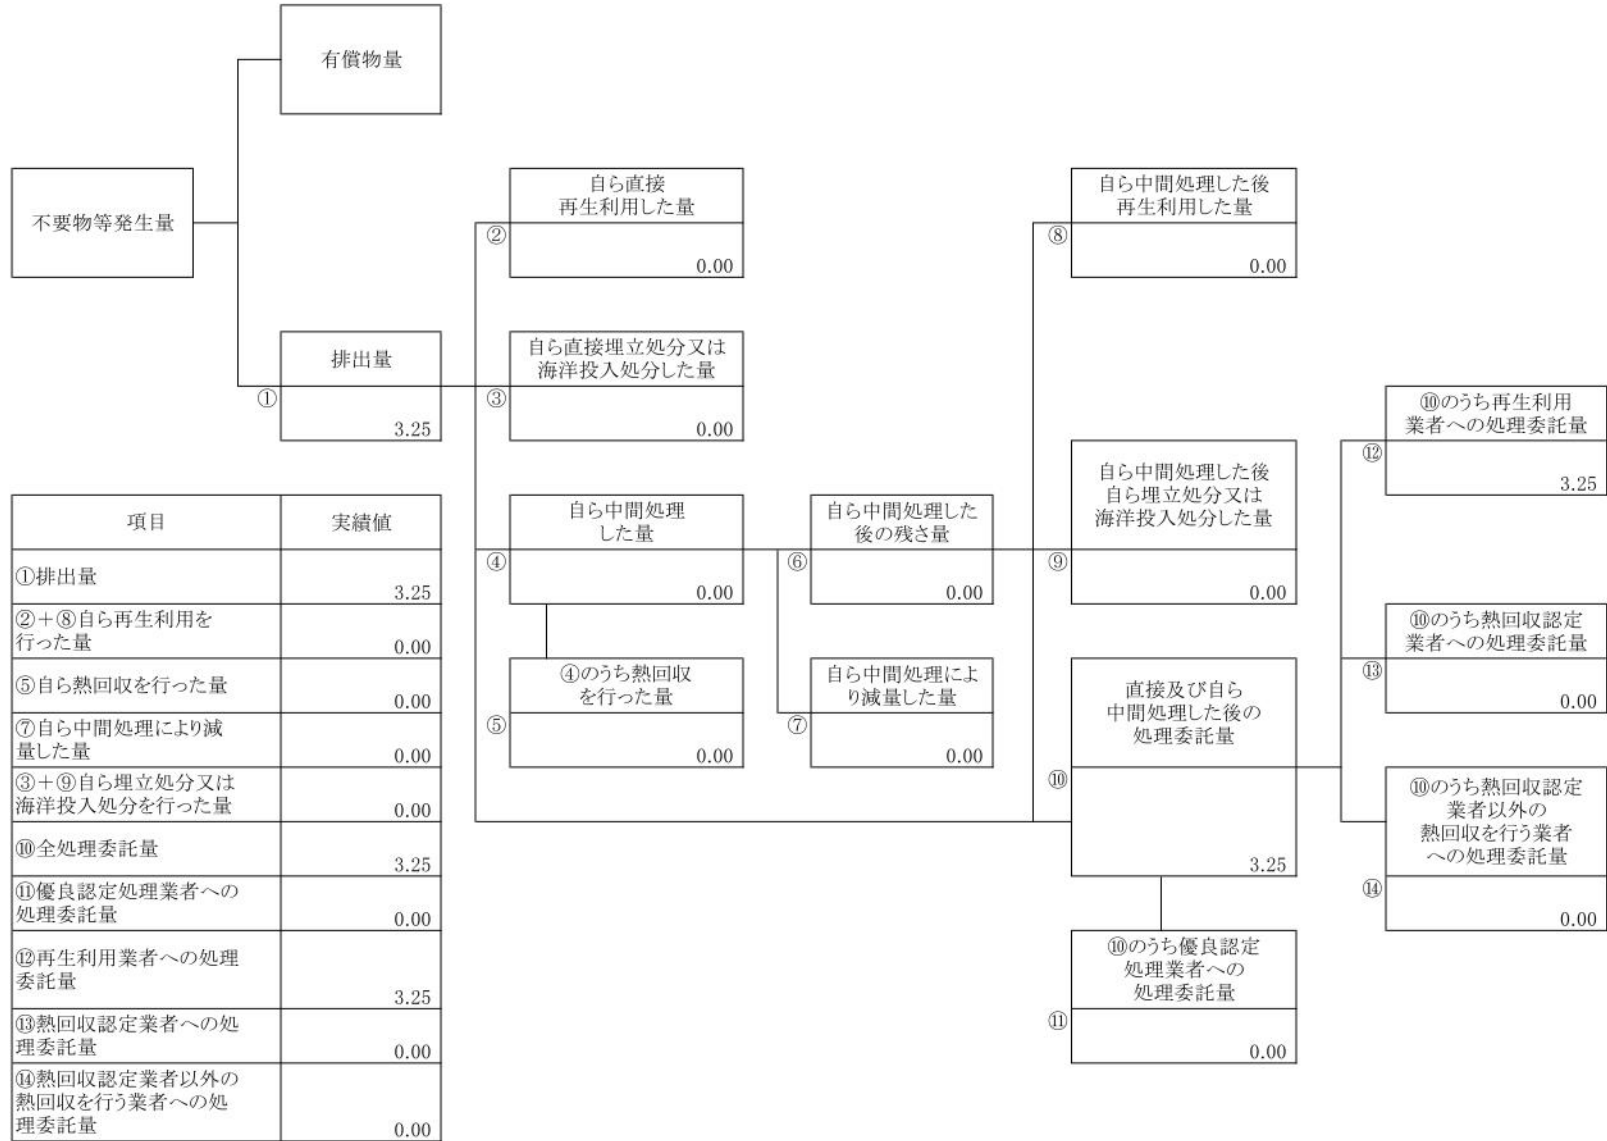 有償物量
不要物等発生量
自ら直接
再生利用した量
②
0.00
自ら中間処理した後
再生利用した量
⑧
0.00
排出量
①
3.25
自ら直接埋立処分又は
海洋投入処分した量
③
0.00
自ら中間処理
した量
④
0.00
自ら中間処理した
後の残さ量
⑥
0.00
自ら中間処理した後
自ら埋立処分又は
海洋投入処分した量
⑨
0.00
④のうち熱回収
を行った量
⑤
0.00
自ら中間処理によ
り減量した量
⑦
0.00
直接及び自ら
中間処理した後の
処理委託量
⑩
3.25
⑩のうち優良認定
処理業者への
処理委託量
⑪
0.00
⑩のうち再生利用
業者への処理委託量
⑫
3.25
⑩のうち熱回収認定
業者への処理委託量
⑬
0.00
⑩のうち熱回収認定
業者以外の
熱回収を行う業者
への処理委託量
⑭
0.00
項目 実績値
①排出量
3.25
②+⑧自ら再生利用を
行った量
0.00
⑤自ら熱回収を行った量
0.00
⑦自ら中間処理により減
量した量
0.00
③+⑨自ら埋立処分又は
海洋投入処分を行った量
0.00
⑩全処理委託量
3.25
⑪優良認定処理業者への
処理委託量
0.00
⑫再生利用業者への処理
委託量
3.25
⑬熱回収認定業者への処
理委託量
0.00
⑭熱回収認定業者以外の
熱回収を行う業者への処
理委託量
0.00